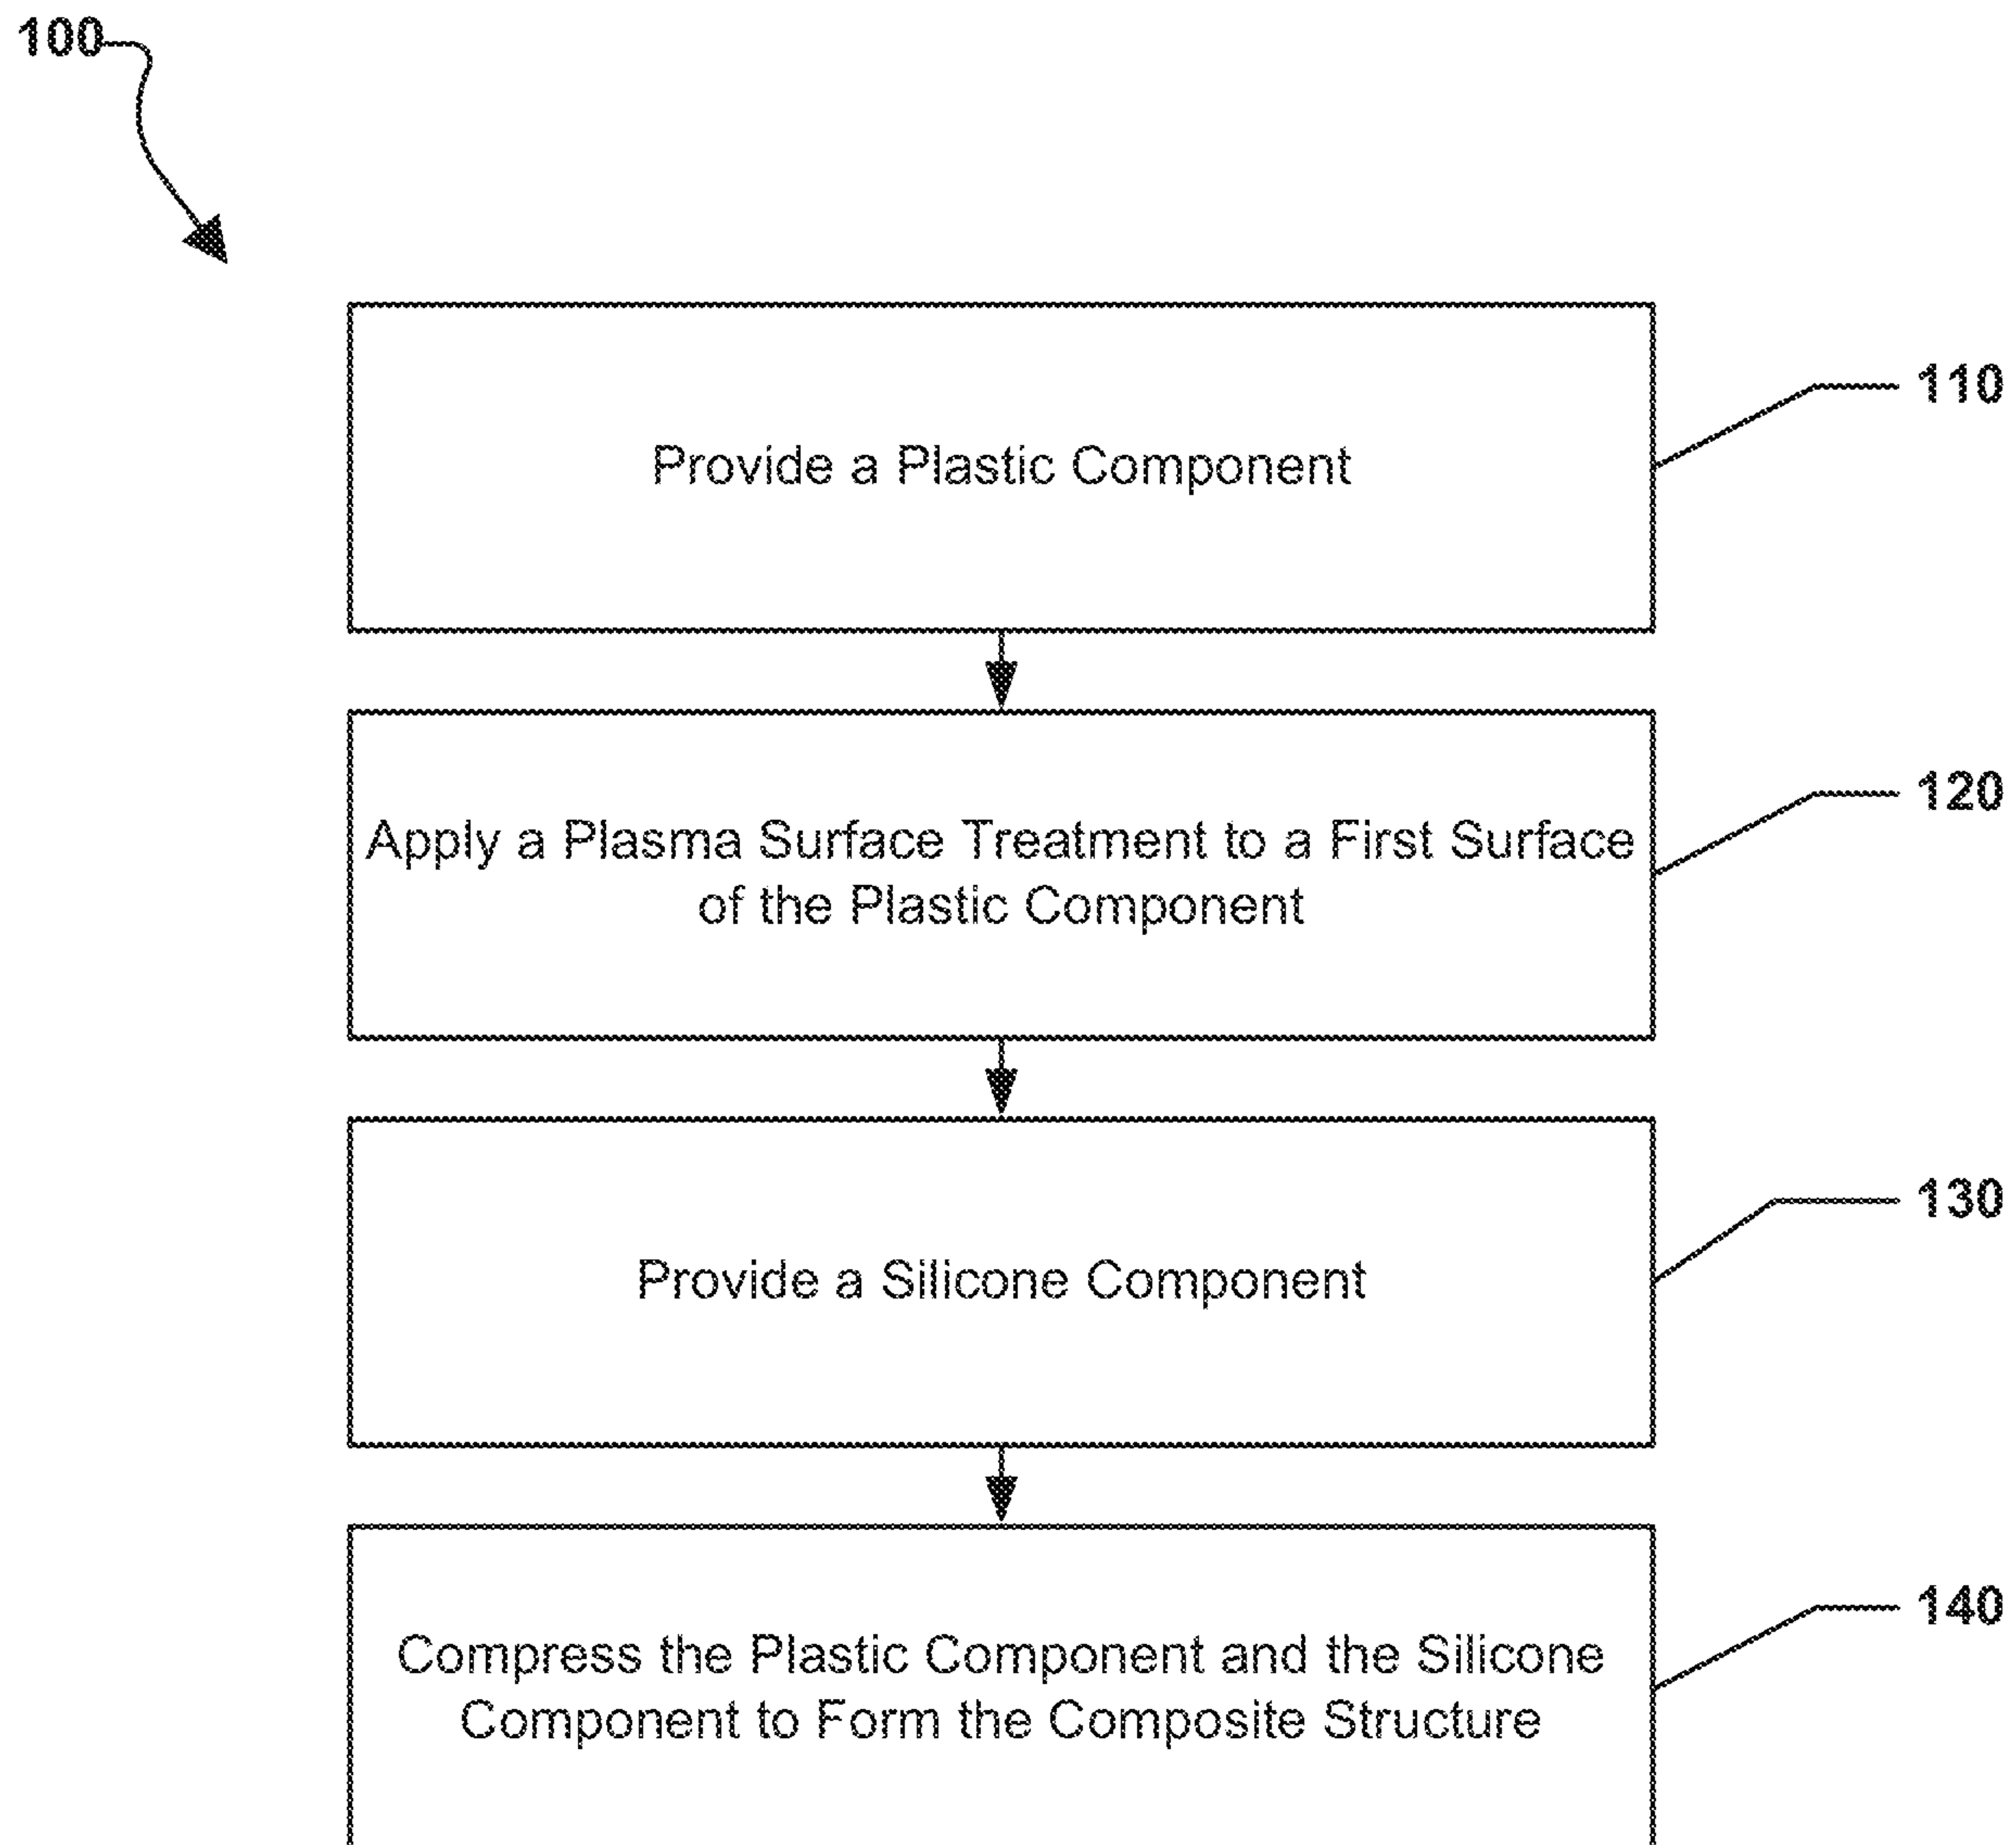 100
Provide a Plastic Component
110
Apply a Plasma Surface Treatment to a First Surface
of the Plastic Component
120
Provide a Silicone Component
130
Compress the Plastic Component and the Silicone
Component to Form the Composite Structure
140